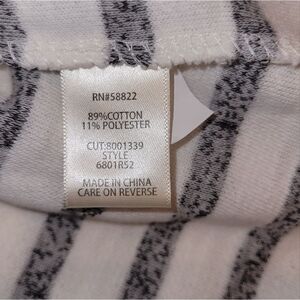 RN#58822
89%COTTON
11% POLYESTER
CUT:8001339
STYLE
6801R52
MADE IN CHINA
CARE ON REVERSE